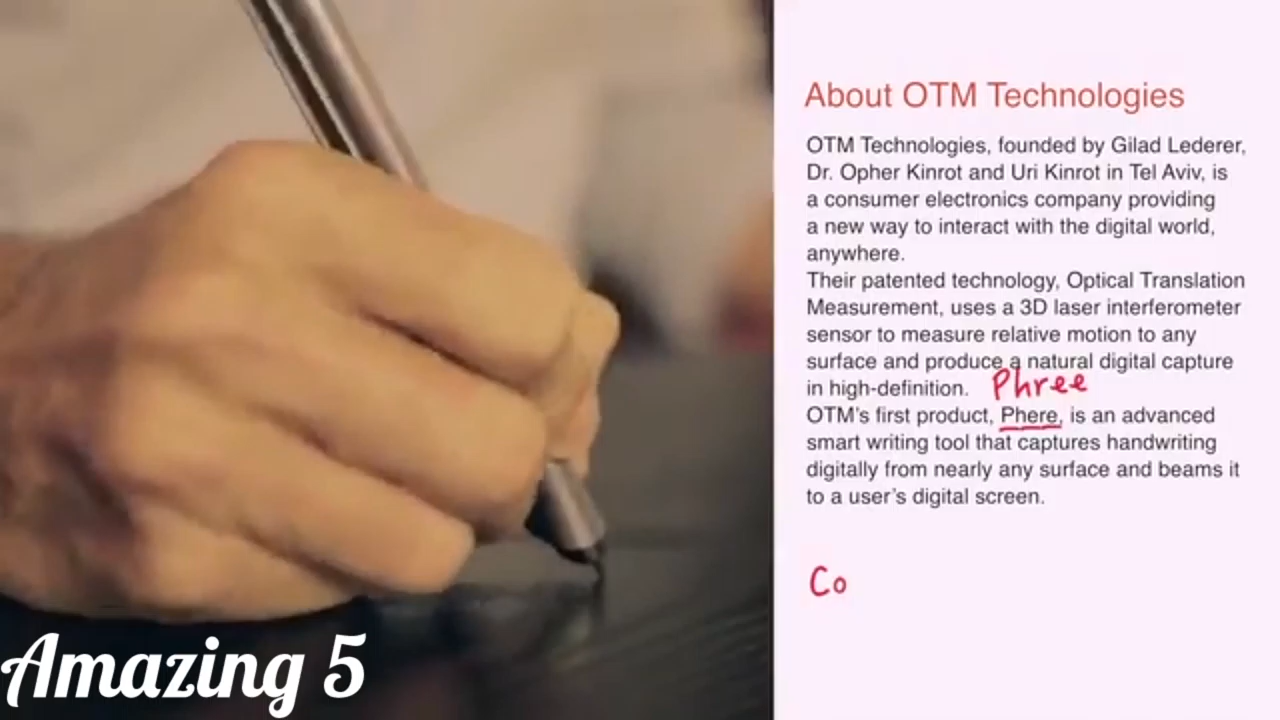 About OTM Technologies
OTM Technologies, founded by Gilad Lederer,
Dr. Opher Kinrot and Uri Kinrot in Tel Aviv, is
a consumer electronics company providing
a new way to interact with the digital world,
anywhere.
Their patented technology, Optical Translation
Measurement, uses a 3D laser interferometer
sensor to measure relative motion to any
surface and produce a natural digital capture
in high-definition. Phree
OTM's first product, Phere, is an advanced
smart writing tool that captures handwriting
digitally from nearly any surface and beams it
to a user's digital screen.
Co
Amazing 5